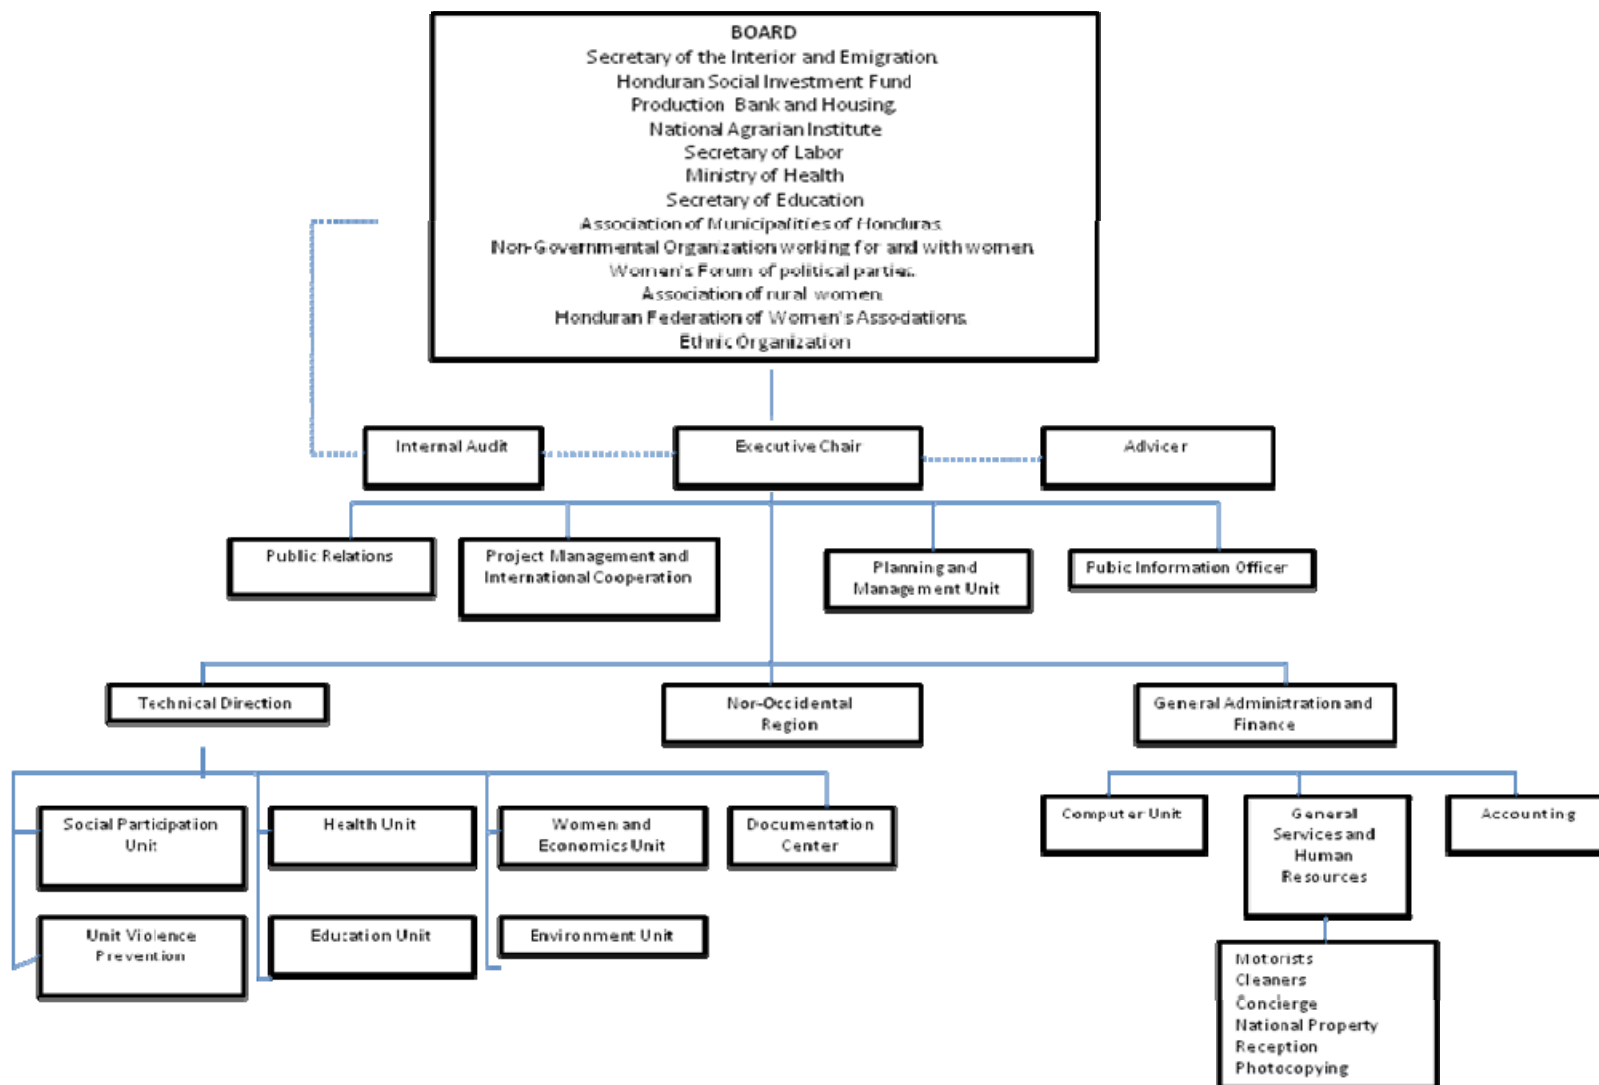 BOARD
Secretary of the Interior and Emigration.
Honduran Social Investment Fund
Production Bank and Housing.
National Agrarian Institute
Secretary of Labor
Ministry of Health
Secretary of Education
Association of Municipalities of Honduras.
Non-Governmental Organization working for and with women.
Women's Forum of political parties.
Association of rural women.
Honduran Federation of Women's Associations.
Ethnic Organization
Internal Audit
Executive Chair
Advicer
Public Relations
Project Management and
International Cooperation
Planning and
Management Unit
Pubic Information Officer
Technical Direction
Nor-Occidental
Region
General Administration and
Finance
Social Participation
Unit
Health Unit
Women and
Economics Unit
Documentation
Center
Computer Unit
General
Services and
Human
Resources
Accounting
Unit Violence
Prevention
Education Unit
Environment Unit
Motorists
Cleaners
Concierge
National Property
Reception
Photocopying